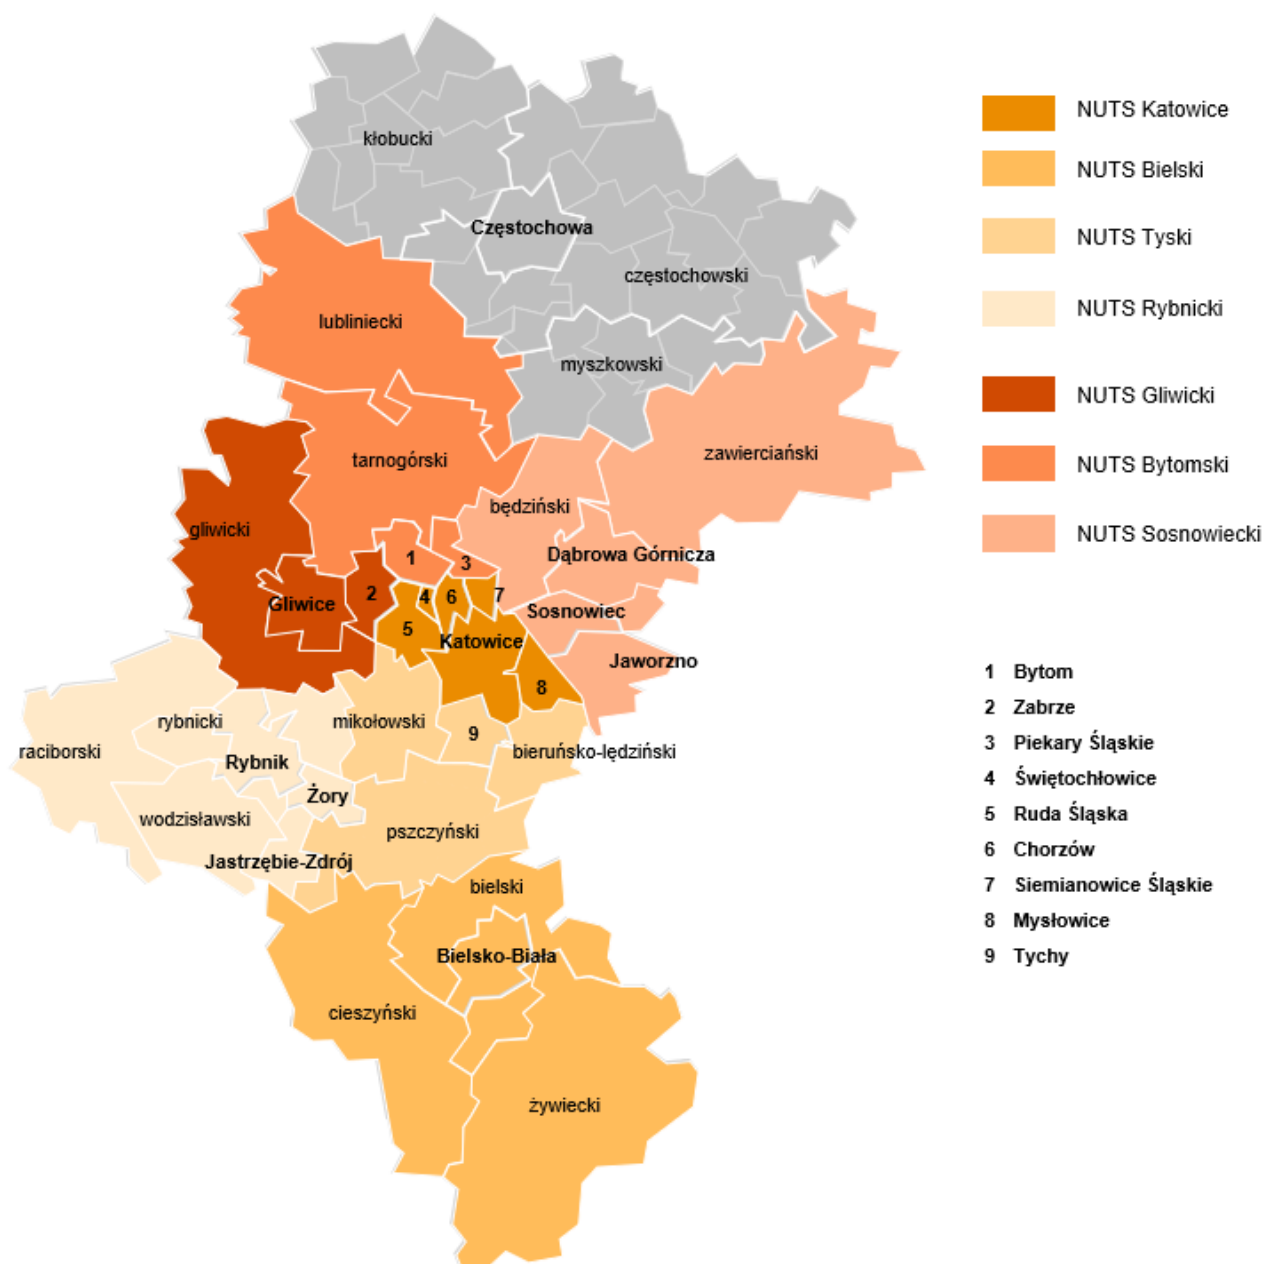 kłobucki
Częstochowa
częstochowski
lubliniecki
myszkowski
zawierciański
tarnogórski
będziński
gliwicki
Dąbrowa Górnicza
1
3
2
4
6
7
Gliwice
Sosnowiec
5
Katowice
Jaworzno
8
rybnicki
mikołowski
9
raciborski
bieruńsko-lędziński
Rybnik
Żory
wodzisławski
pszczyński
Jastrzębie-Zdrój
bielski
Bielsko-Biała
cieszyński
żywiecki
NUTS Katowice
NUTS Bielski
NUTS Tyski
NUTS Rybnicki
NUTS Gliwicki
NUTS Bytomski
NUTS Sosnowiecki
1 Bytom
2 Zabrze
3 Piekary Śląskie
4 Świętochłowice
5 Ruda Śląska
6 Chorzów
7 Siemianowice Śląskie
8 Mysłowice
9 Tychy